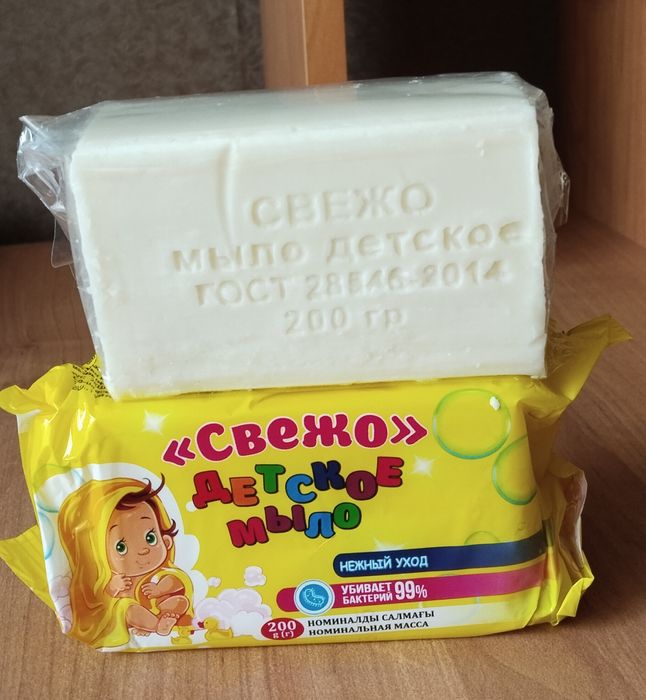 СВЕЖО
МЫЛО ДЕТСКОЕ
ГОСТ 28546-2014
200 гр
«Свежо»
ДЕТСКОЕ
МЫЛО
НЕЖНЫЙ УХОД
УБИВАЕТ
БАКТЕРИЙ 99%
200
g (г)
НОМИНАЛДЫ САЛМАҒЫ
НОМИНАЛЬНАЯ МАССА